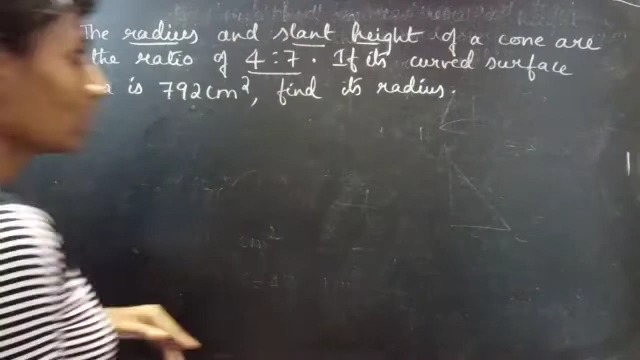 The radius and slant height of a cone are
the ratio of 4:7. If its curved surface
a is 792cm², find its radius.